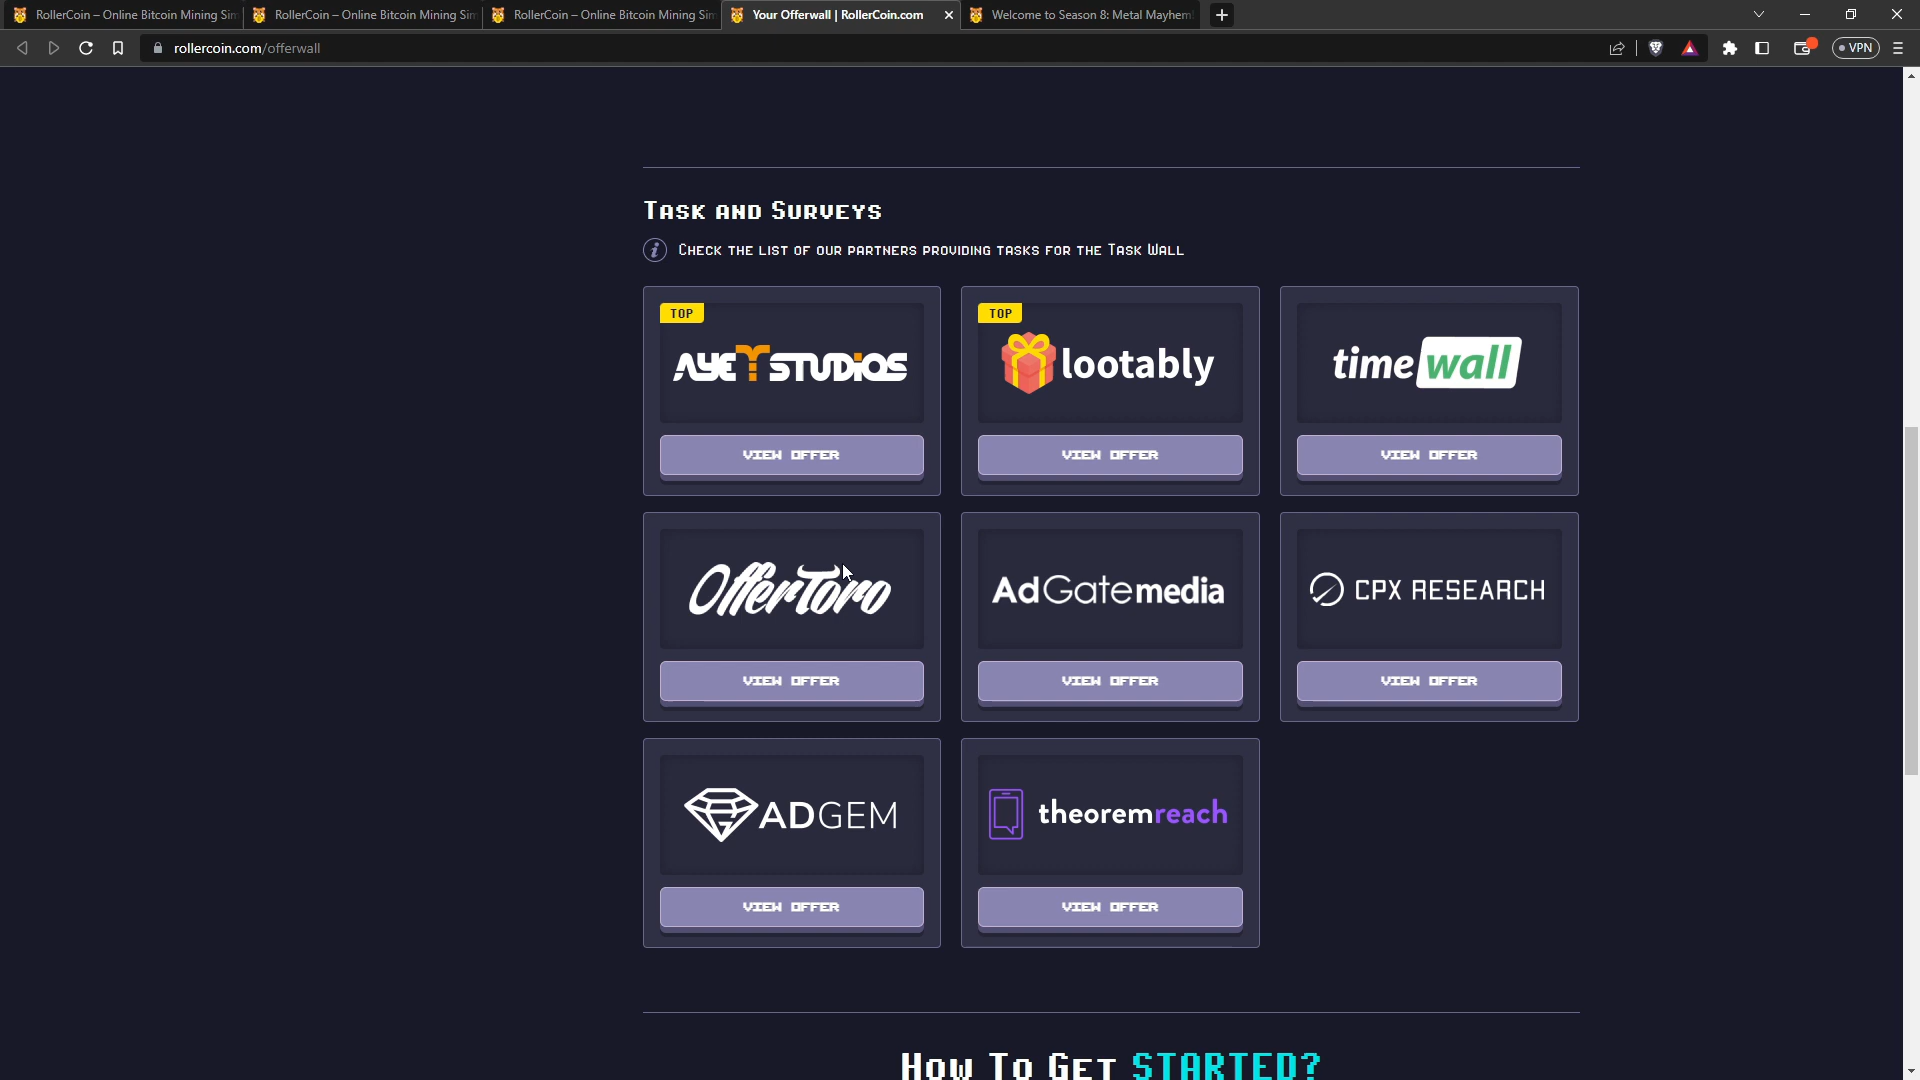 RollerCoin – Online Bitcoin Mining Sim
RollerCoin – Online Bitcoin Mining Sim
RollerCoin – Online Bitcoin Mining Sim
Your Offerwall | RollerCoin.com
Welcome to Season 8: Metal Mayhem!
rollercoin.com/offerwall
VPN
Task and Surveys
Check the list of our partners providing tasks for the Task Wall
TOP
AYET STUDIOS
TOP
lootably
timewall
VIEW OFFER
VIEW OFFER
VIEW OFFER
OfferToro
AdGatemedia
CPX RESEARCH
VIEW OFFER
VIEW OFFER
VIEW OFFER
ADGEM
theoremreach
VIEW OFFER
VIEW OFFER
How To Get STARTED?